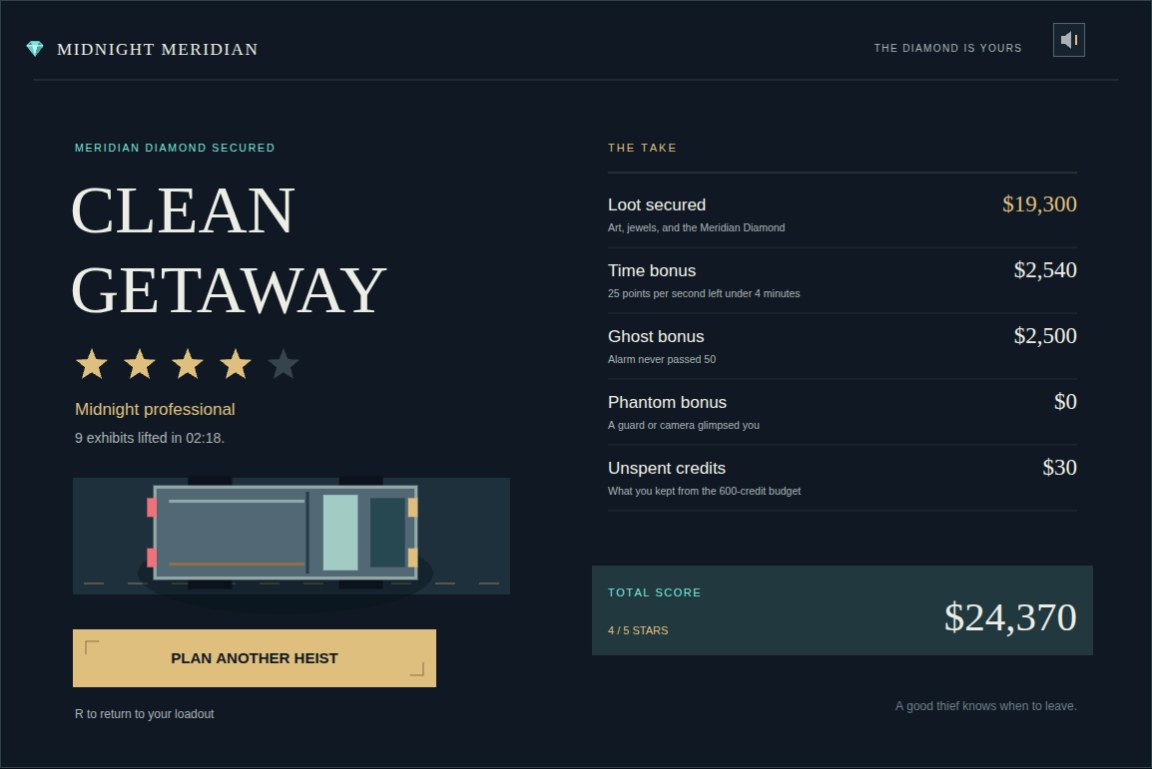 MIDNIGHT MERIDIAN
THE DIAMOND IS YOURS
MERIDIAN DIAMOND SECURED
CLEAN
GETAWAY
Midnight professional
9 exhibits lifted in 02:18.
PLAN ANOTHER HEIST
R to return to your loadout
THE TAKE
Loot secured $19,300
Art, jewels, and the Meridian Diamond
Time bonus $2,540
25 points per second left under 4 minutes
Ghost bonus $2,500
Alarm never passed 50
Phantom bonus $0
A guard or camera glimpsed you
Unspent credits $30
What you kept from the 600-credit budget
TOTAL SCORE
4 / 5 STARS
$24,370
A good thief knows when to leave.